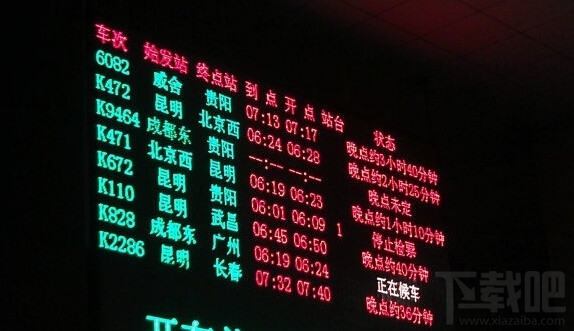 车次 始发站 终点站 到点 开点 站台 状态
6082 威舍 贵阳 07:13 07:17 晚点约3小时40分钟
K472 昆明 北京西 06:24 06:28 晚点约2小时25分钟
K9464 成都东 贵阳 --:-- --:-- 晚点未定
K471 北京西 昆明 06:19 06:23 晚点约1小时10分钟
K672 昆明 贵阳 06:01 06:09 1 停止检票
K110 昆明 武昌 06:45 06:50 晚点约40分钟
K828 成都东 广州 06:19 06:24 正在候车
K2286 昆明 长春 07:32 07:40 晚点约36分钟
开车
下载吧
www.xiazaiba.com